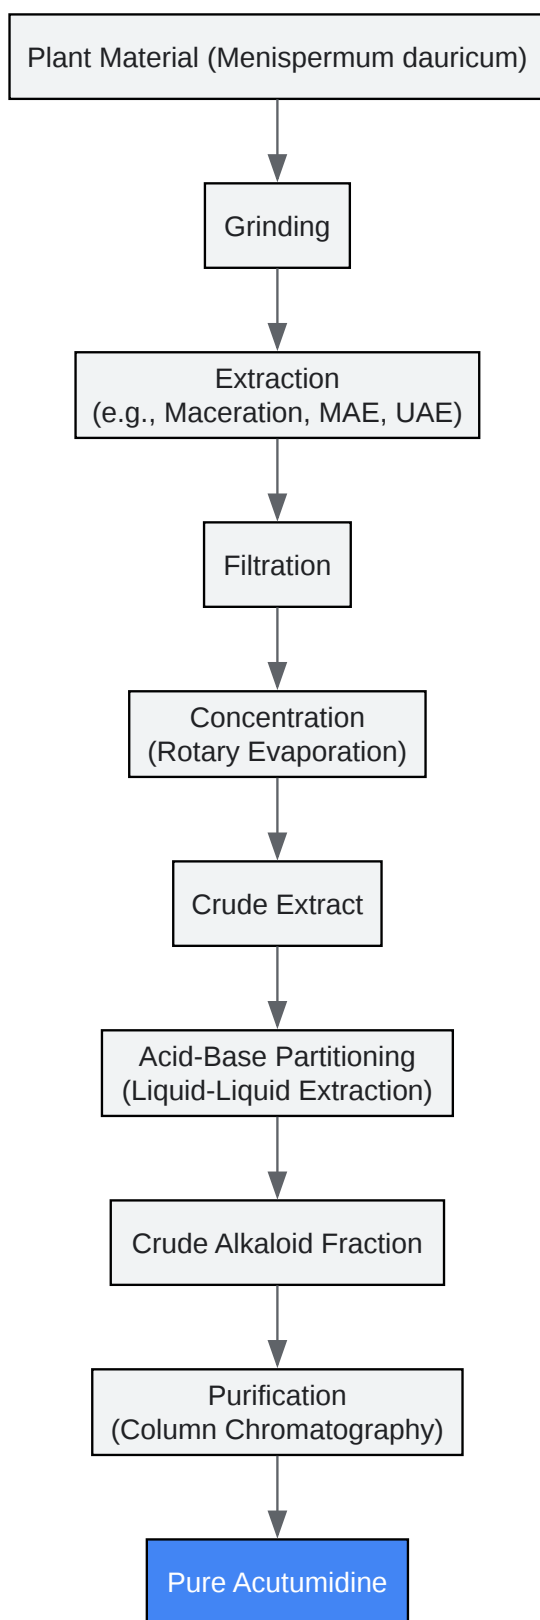 Plant Material (Menispermum dauricum)
Grinding
Extraction
(e.g., Maceration, MAE, UAE)
Filtration
Concentration
(Rotary Evaporation)
Crude Extract
Acid-Base Partitioning
(Liquid-Liquid Extraction)
Crude Alkaloid Fraction
Purification
(Column Chromatography)
Pure Acutumidine